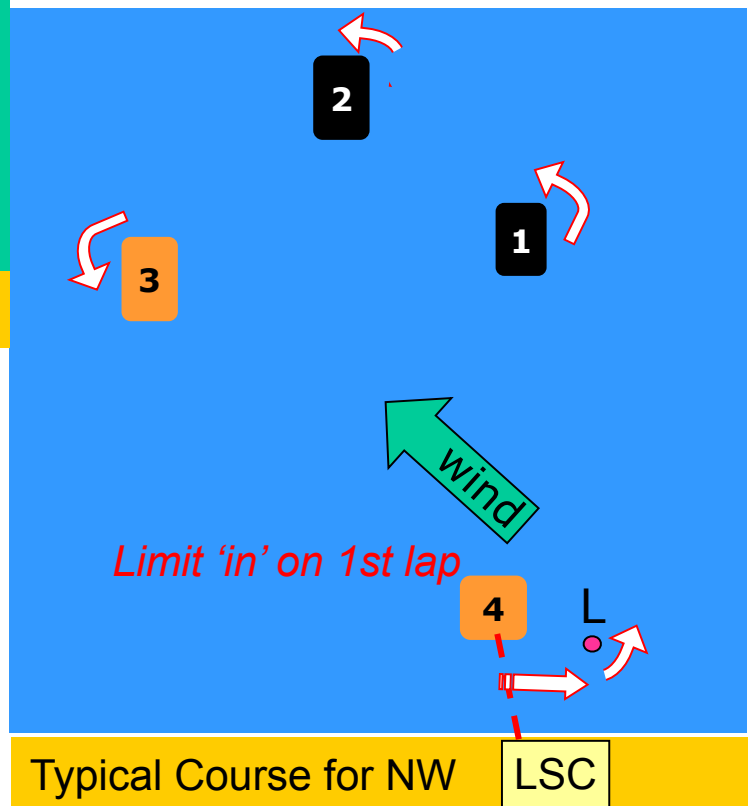 2
1
3
wind
Limit ‘in’ on 1st lap
4
L
Typical Course for NW
LSC